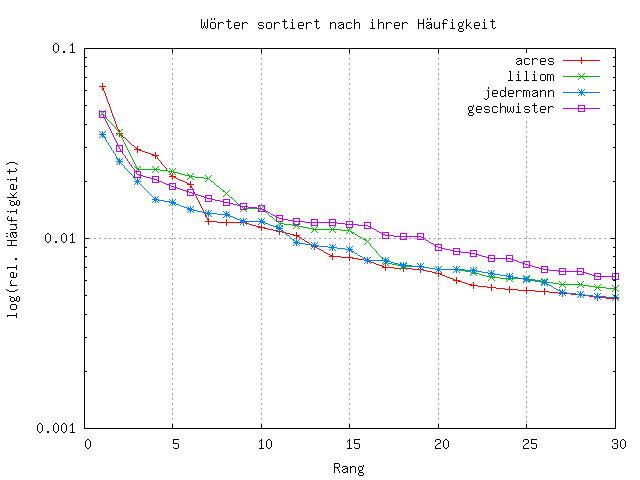 Wörter sortiert nach ihrer Häufigkeit
0.1
acres
liliom
jedermann
geschwister
log(rel. Häufigkeit)
0.01
0.001
0 5 10 15 20 25 30
Rang